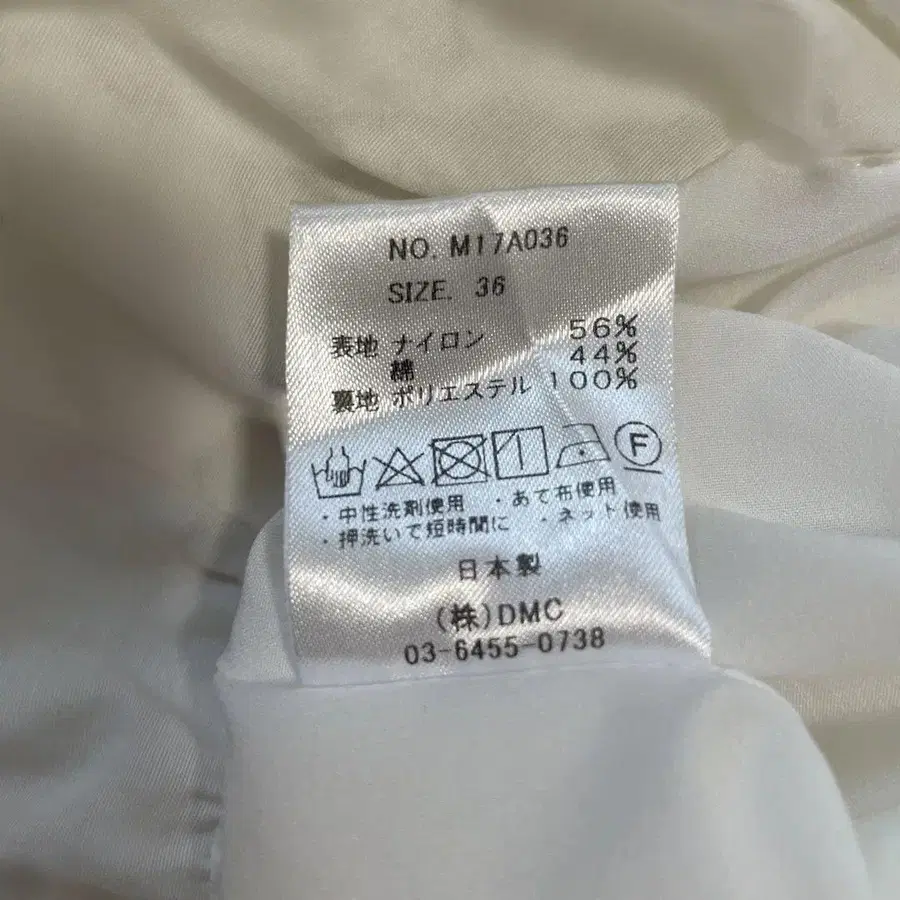 NO. M17A036
SIZE. 36
表地 ナイロン 56%
綿 44%
裏地 ポリエステル 100%
F
・中性洗剤使用 ・あて布使用
・押洗いで短時間に ・ネット使用
日本製
(株)DMC
03-6455-0738